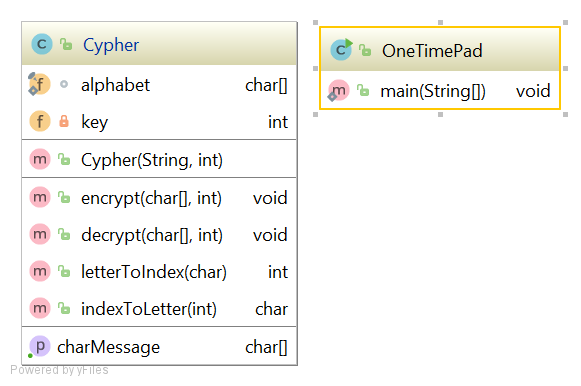 Cypher
alphabet char[]
key int
Cypher(String, int)
encrypt(char[], int) void
decrypt(char[], int) void
letterToIndex(char) int
indexToLetter(int) char
charMessage char[]
OneTimePad
main(String[]) void
Powered by yFiles